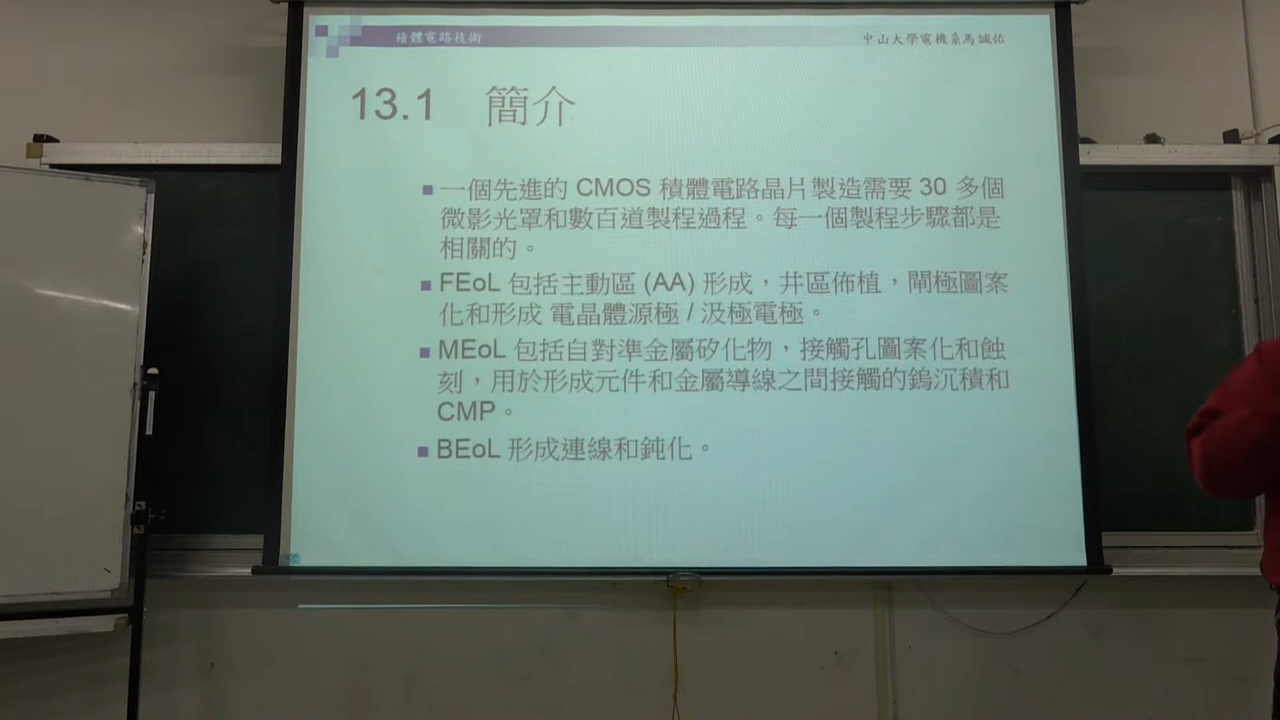 積體電路技術
中山大學電機系馬誠佑
13.1 簡介
一個先進的 CMOS 積體電路晶片製造需要 30 多個
微影光罩和數百道製程過程。每一個製程步驟都是
相關的。
FEoL 包括主動區 (AA) 形成，井區佈植，閘極圖案
化和形成 電晶體源極 / 汲極電極。
MEoL 包括自對準金屬矽化物，接觸孔圖案化和蝕
刻，用於形成元件和金屬導線之間接觸的鎢沉積和
CMP。
BEoL 形成連線和鈍化。